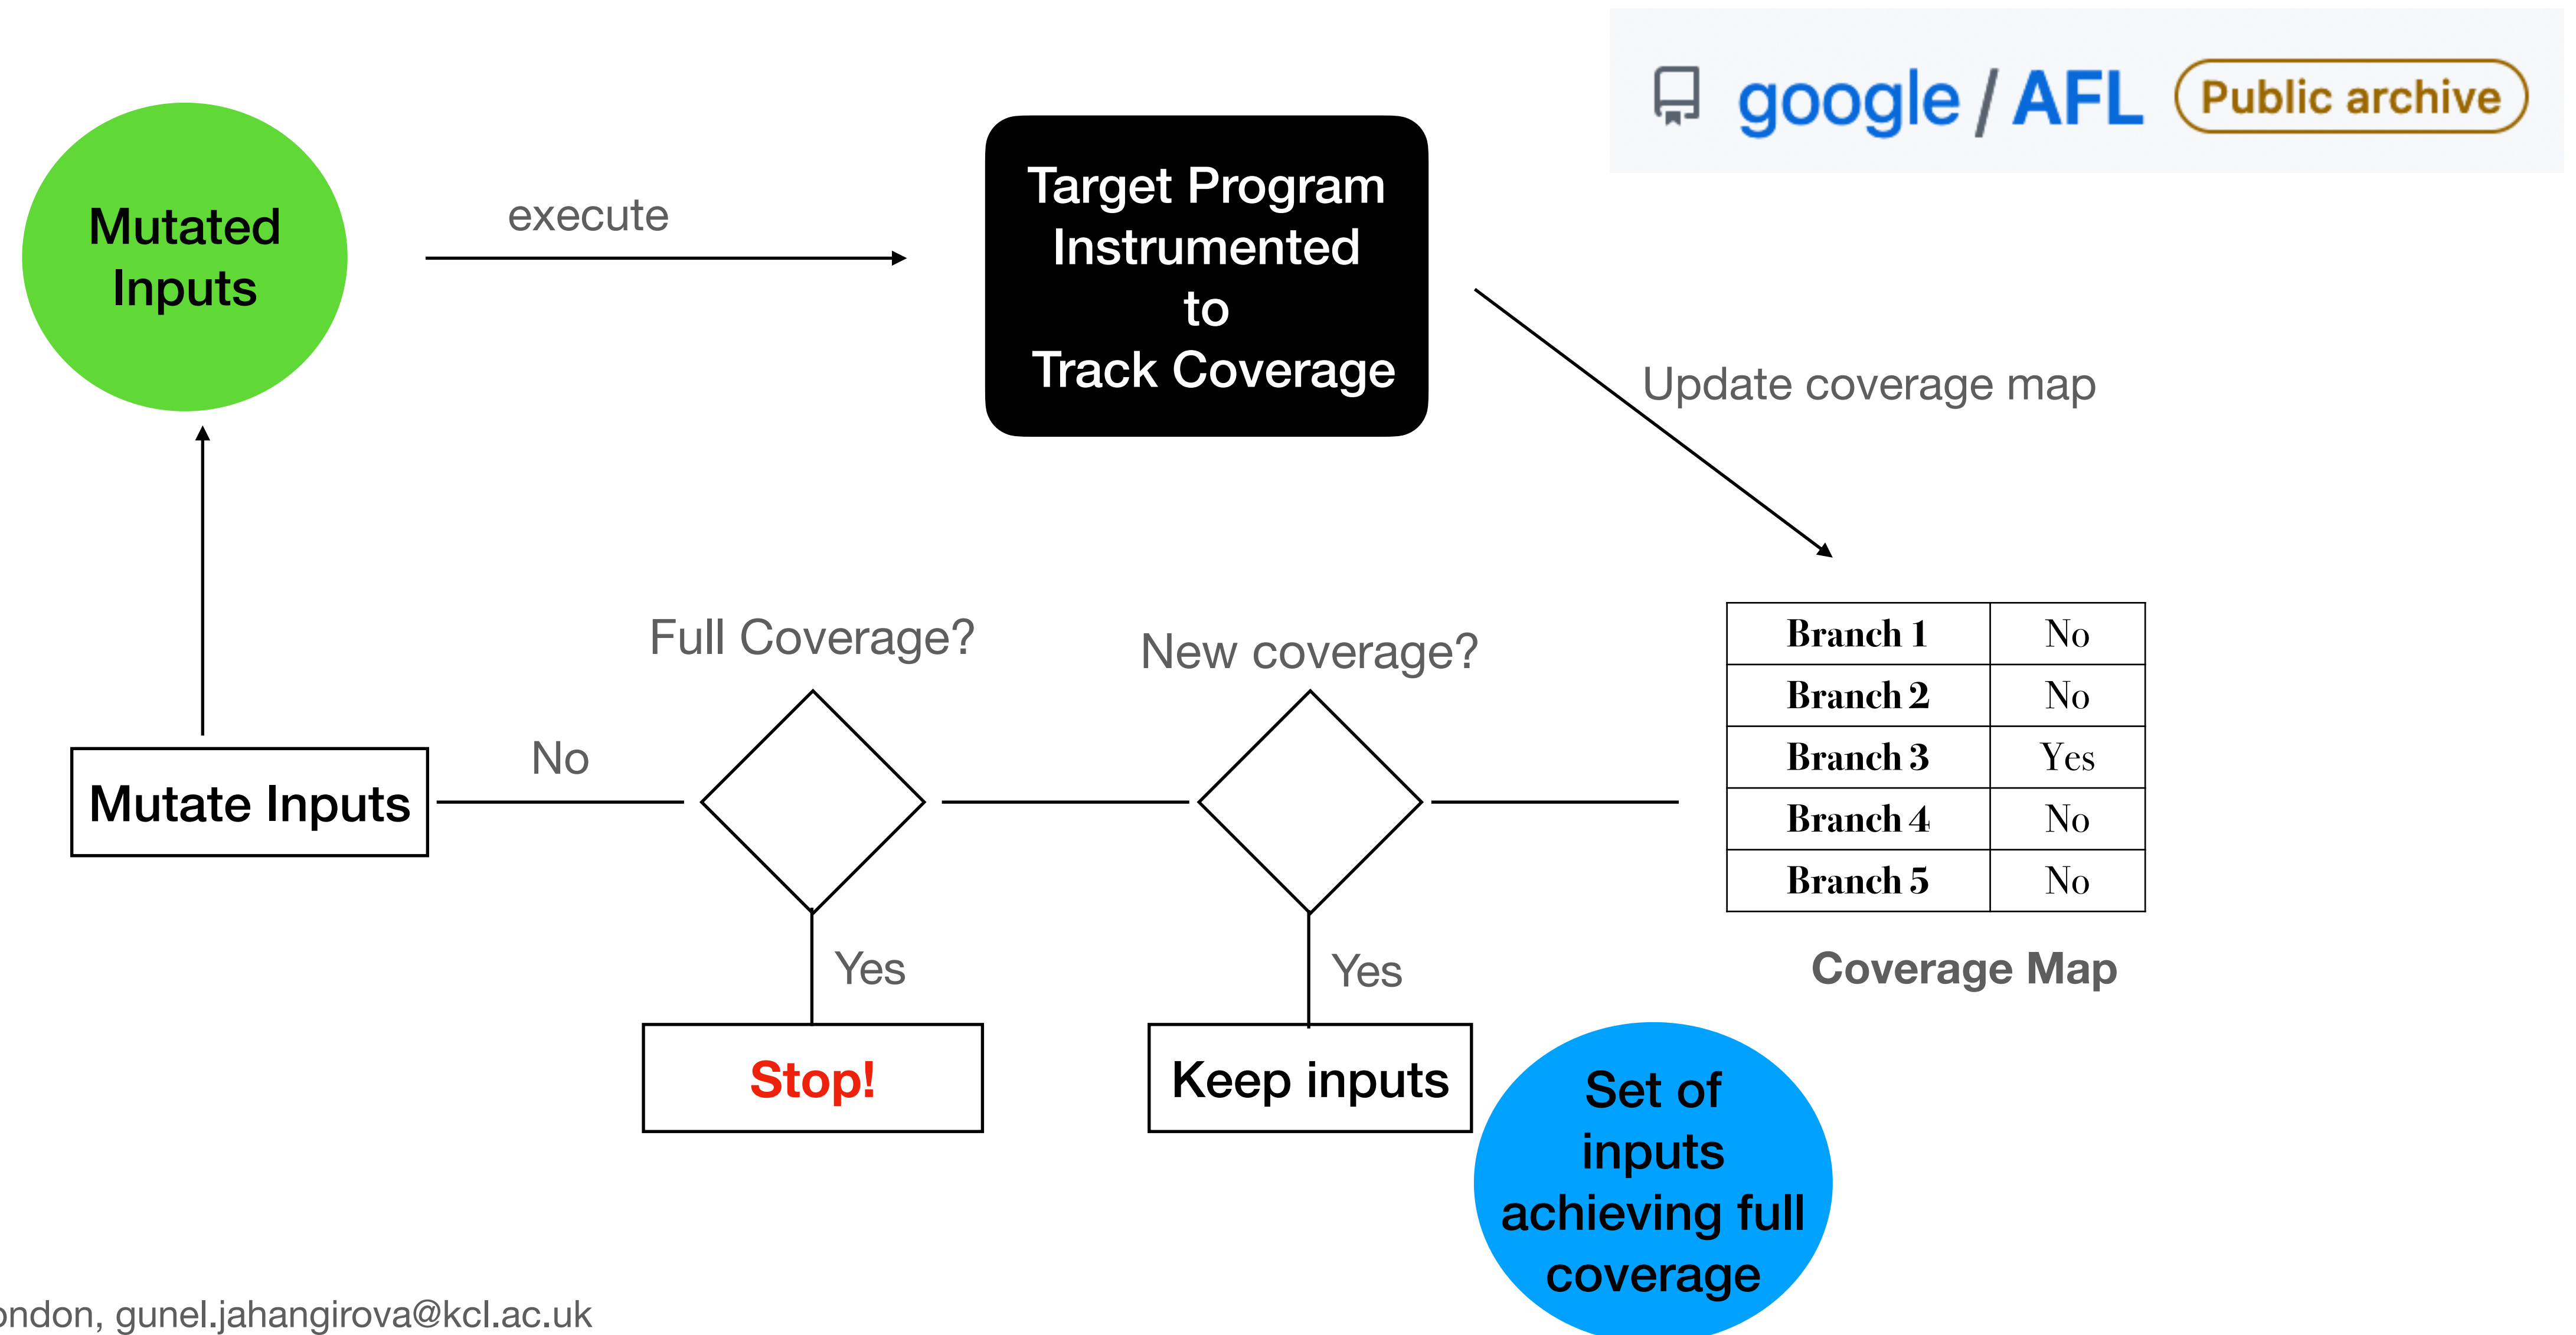 google / AFL Public archive
Mutated
Inputs
execute
Target Program
Instrumented
to
Track Coverage
Update coverage map
Full Coverage?
New coverage?
Branch 1 No
Branch 2 No
Branch 3 Yes
Branch 4 No
Branch 5 No
Coverage Map
Mutate Inputs
No
Yes
Yes
Stop!
Keep inputs
Set of
inputs
achieving full
coverage
ondon, gunel.jahangirova@kcl.ac.uk